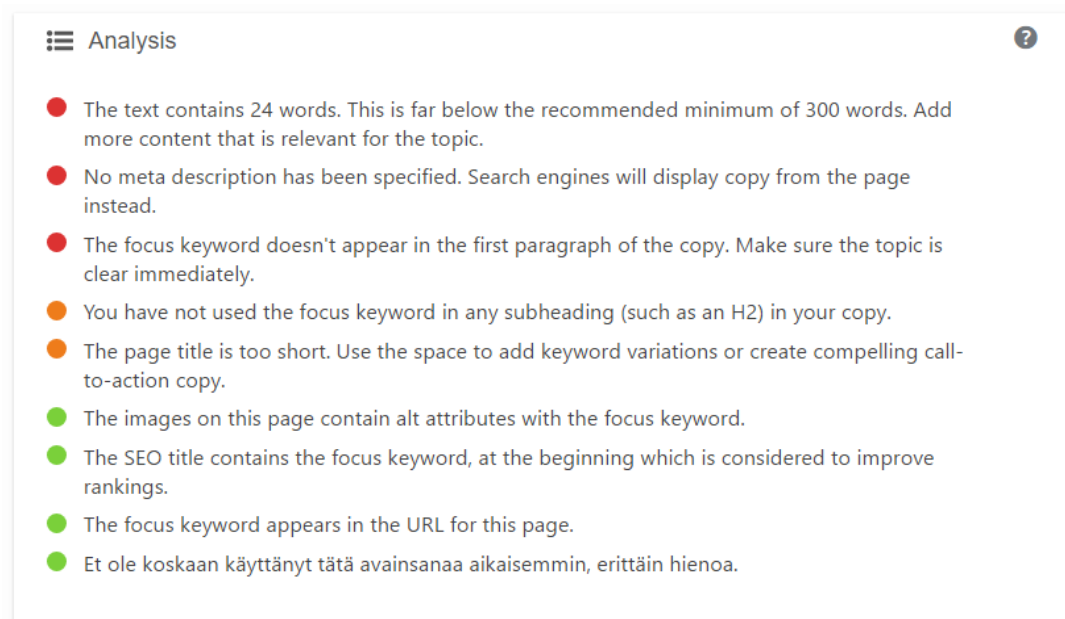 Analysis
The text contains 24 words. This is far below the recommended minimum of 300 words. Add
more content that is relevant for the topic.
No meta description has been specified. Search engines will display copy from the page
instead.
The focus keyword doesn't appear in the first paragraph of the copy. Make sure the topic is
clear immediately.
You have not used the focus keyword in any subheading (such as an H2) in your copy.
The page title is too short. Use the space to add keyword variations or create compelling call-
to-action copy.
The images on this page contain alt attributes with the focus keyword.
The SEO title contains the focus keyword, at the beginning which is considered to improve
rankings.
The focus keyword appears in the URL for this page.
Et ole koskaan käyttänyt tätä avainsanaa aikaisemmin, erittäin hienoa.